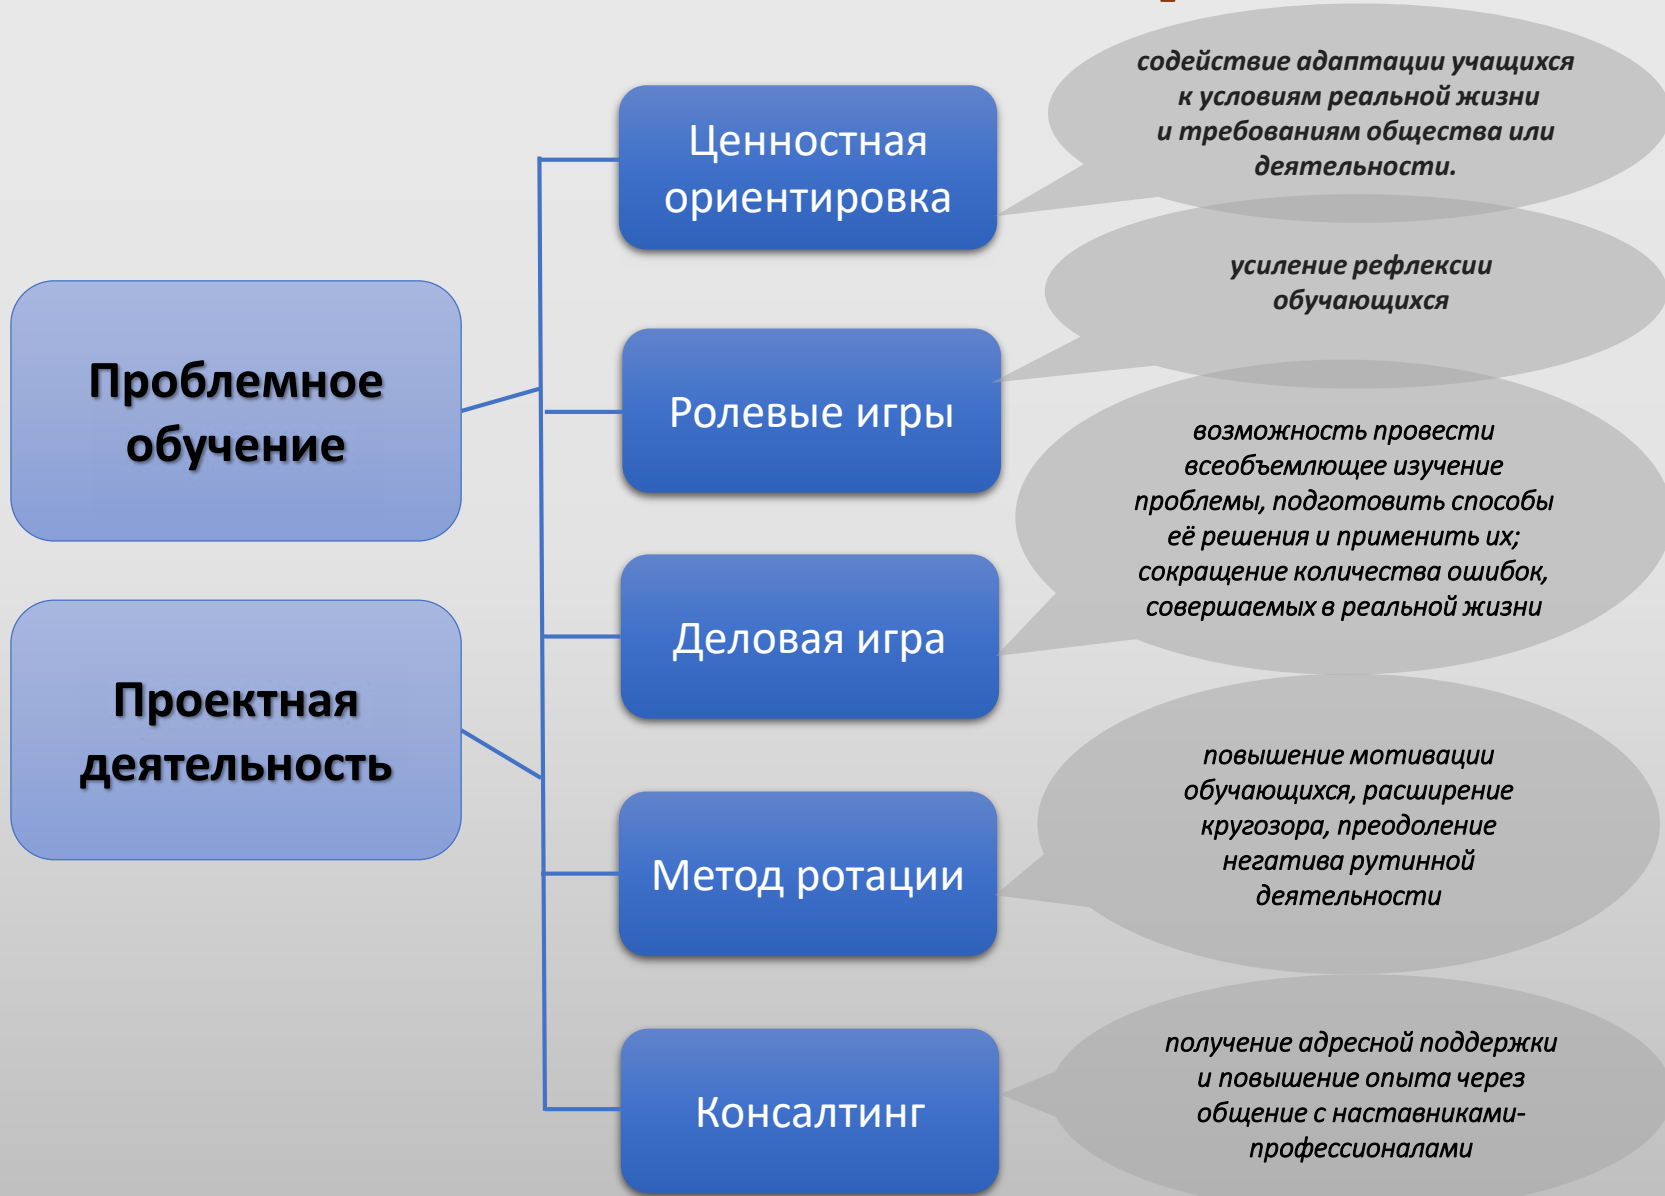 Проблемное
обучение
Проектная
деятельность
Ценностная
ориентировка
содействие адаптации учащихся
к условиям реальной жизни
и требованиям общества или
деятельности.
Ролевые игры
усиление рефлексии
обучающихся
Деловая игра
возможность провести
всеобъемлющее изучение
проблемы, подготовить способы
её решения и применить их;
сокращение количества ошибок,
совершаемых в реальной жизни
Метод ротации
повышение мотивации
обучающихся, расширение
кругозора, преодоление
негатива рутинной
деятельности
Консалтинг
получение адресной поддержки
и повышение опыта через
общение с наставниками-
профессионалами